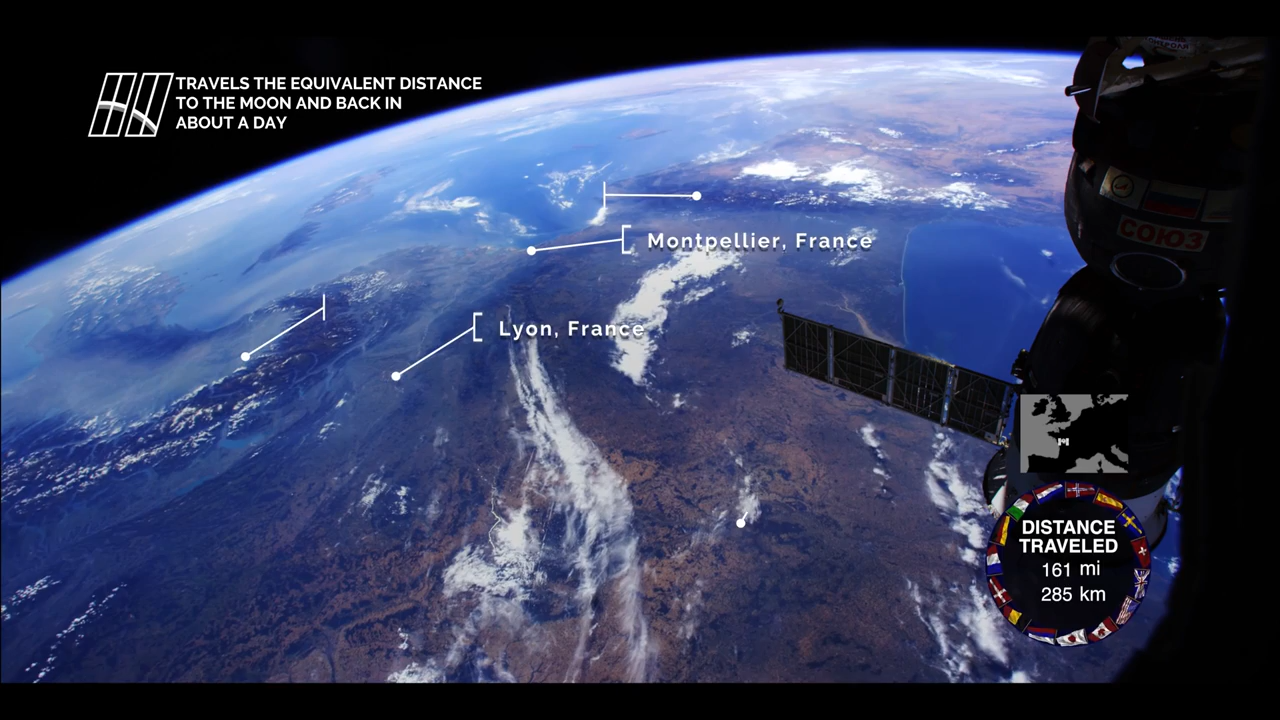 TRAVELS THE EQUIVALENT DISTANCE
TO THE MOON AND BACK IN
ABOUT A DAY
Montpellier, France
Lyon, France
СОЮЗ
DISTANCE
TRAVELED
161 mi
285 km